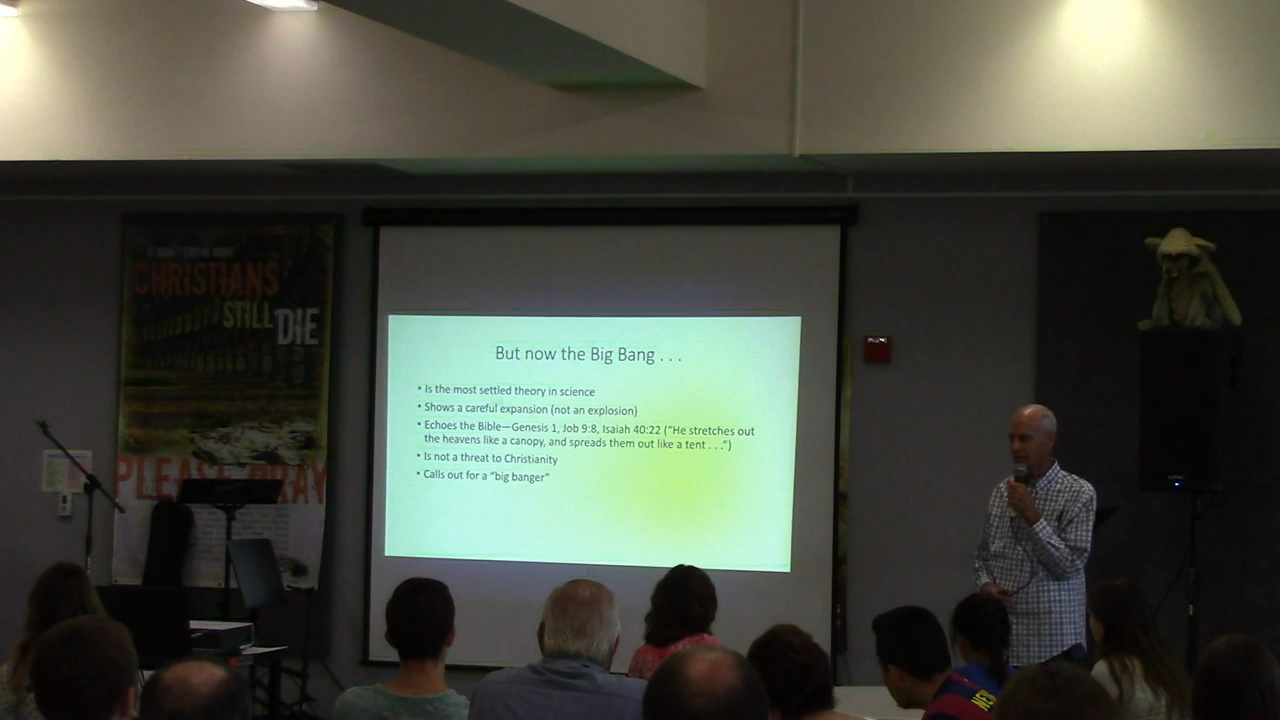 CHRISTIANS
STILL
DIE
PLEASE PRAY
But now the Big Bang . . .
• Is the most settled theory in science
• Shows a careful expansion (not an explosion)
• Echoes the Bible—Genesis 1, Job 9:8, Isaiah 40:22 ("He stretches out
the heavens like a canopy, and spreads them out like a tent . . .")
• Is not a threat to Christianity
• Calls out for a "big banger"